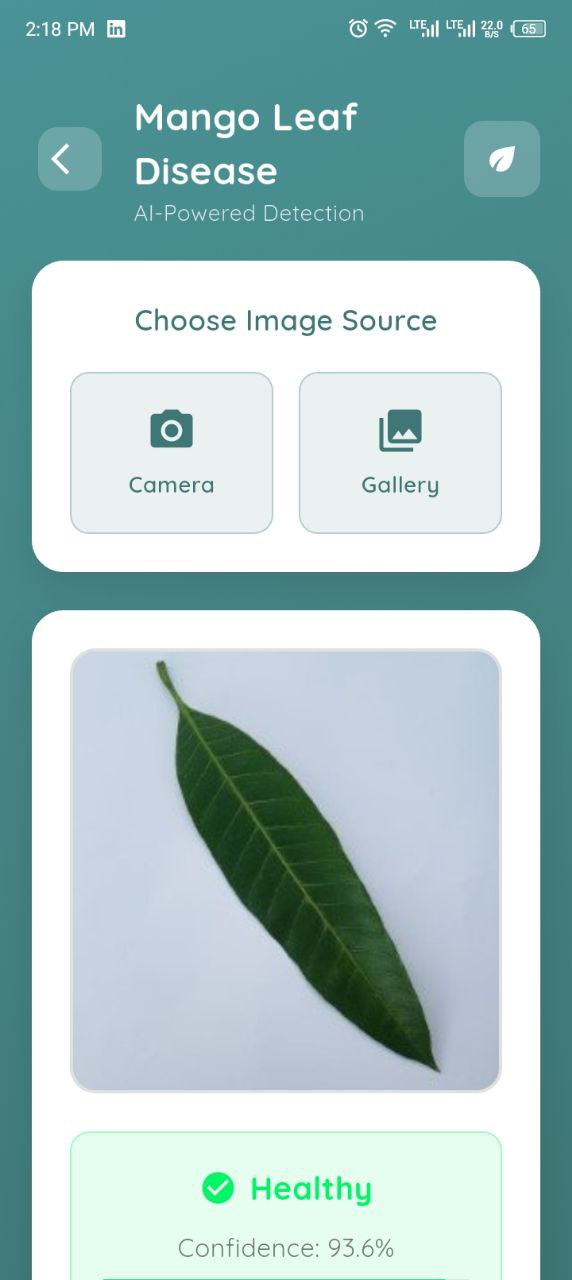 2:18 PM in LTE LTE 22.0 B/S 65
Mango Leaf
Disease
AI-Powered Detection
Choose Image Source
Camera Gallery
Healthy
Confidence: 93.6%